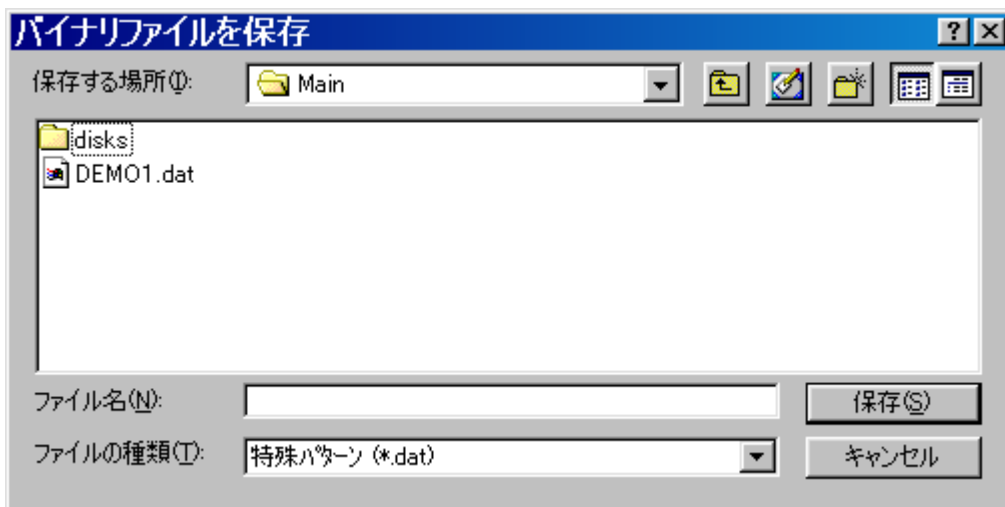 バイナリファイルを保存
保存する場所(I): Main
disks
DEMO1.dat
ファイル名(N): 保存(S)
ファイルの種類(T): 特殊ﾊﾟﾀｰﾝ (*.dat) キャンセル